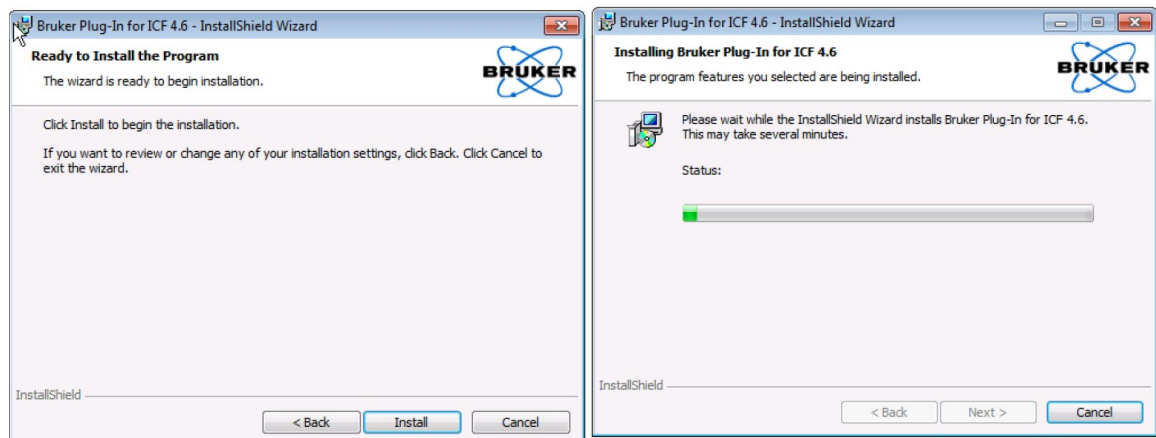 Bruker Plug-In for ICF 4.6 - InstallShield Wizard
Ready to Install the Program
The wizard is ready to begin installation.
BRUKER
Click Install to begin the installation.
If you want to review or change any of your installation settings, click Back. Click Cancel to
exit the wizard.
InstallShield
< Back
Install
Cancel
Bruker Plug-In for ICF 4.6 - InstallShield Wizard
Installing Bruker Plug-In for ICF 4.6
The program features you selected are being installed.
BRUKER
Please wait while the InstallShield Wizard installs Bruker Plug-In for ICF 4.6.
This may take several minutes.
Status:
InstallShield
< Back
Next >
Cancel